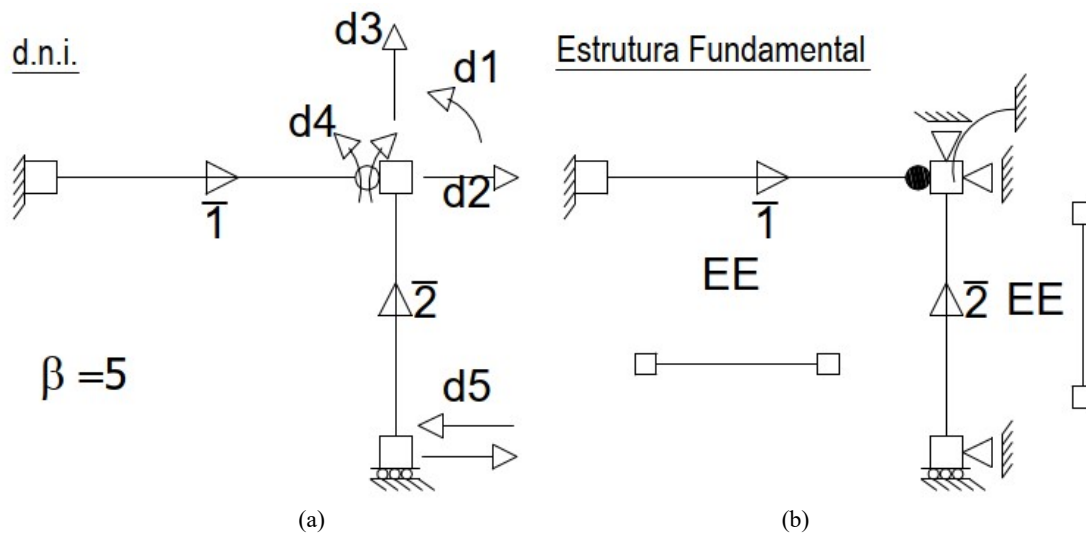 d.n.i.
d3
d1
d4
d2
1̅
2̅
β =5
d5
(a)
Estrutura Fundamental
1̅
EE
2̅
EE
(b)